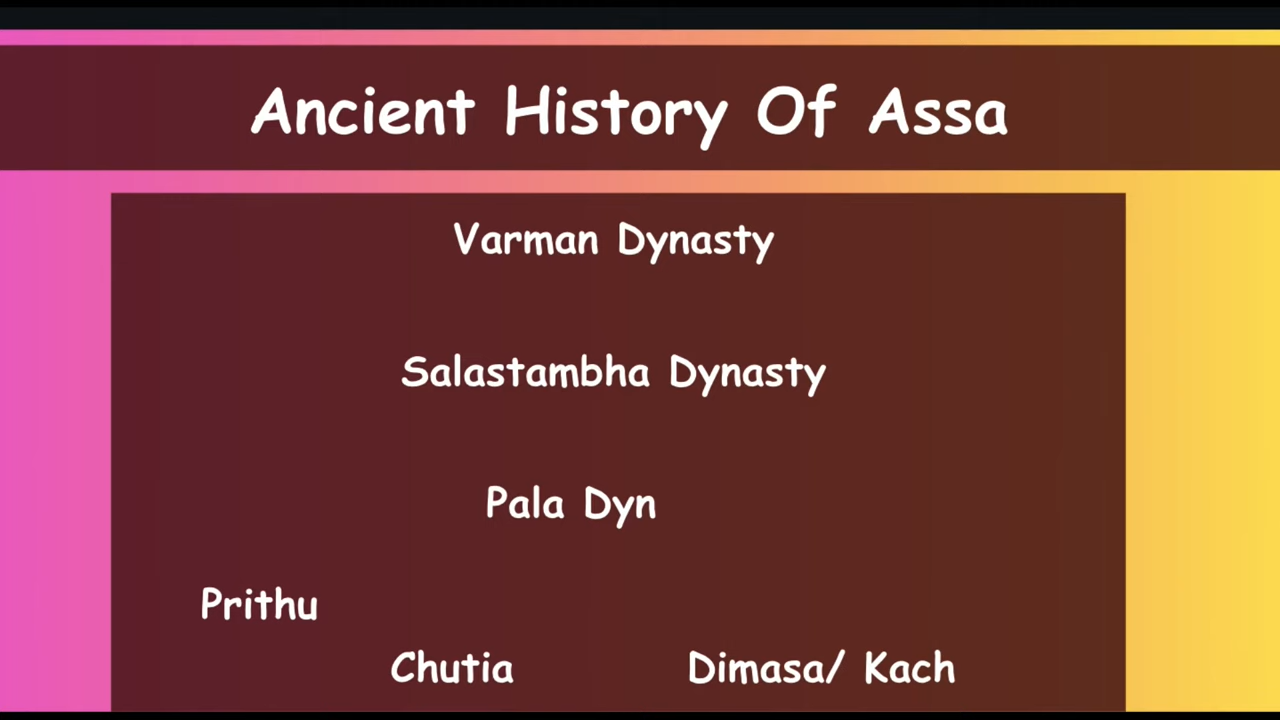 Ancient History Of Assa
Varman Dynasty
Salastambha Dynasty
Pala Dyn
Prithu
Chutia Dimasa/ Kach